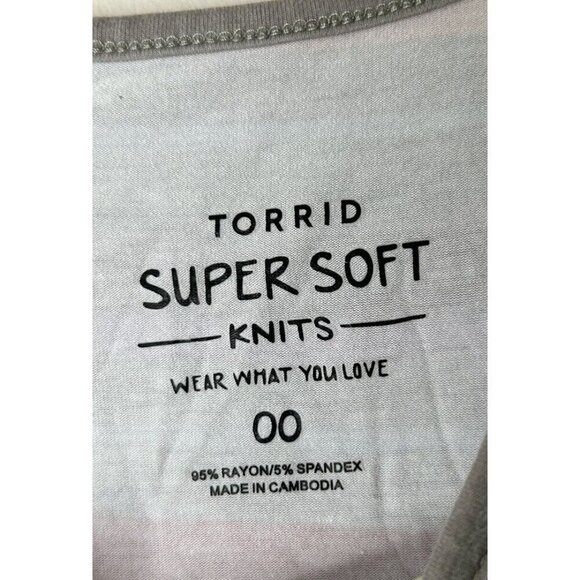 TORRID
SUPER SOFT
KNITS
WEAR WHAT YOU LOVE
00
95% RAYON/5% SPANDEX
MADE IN CAMBODIA